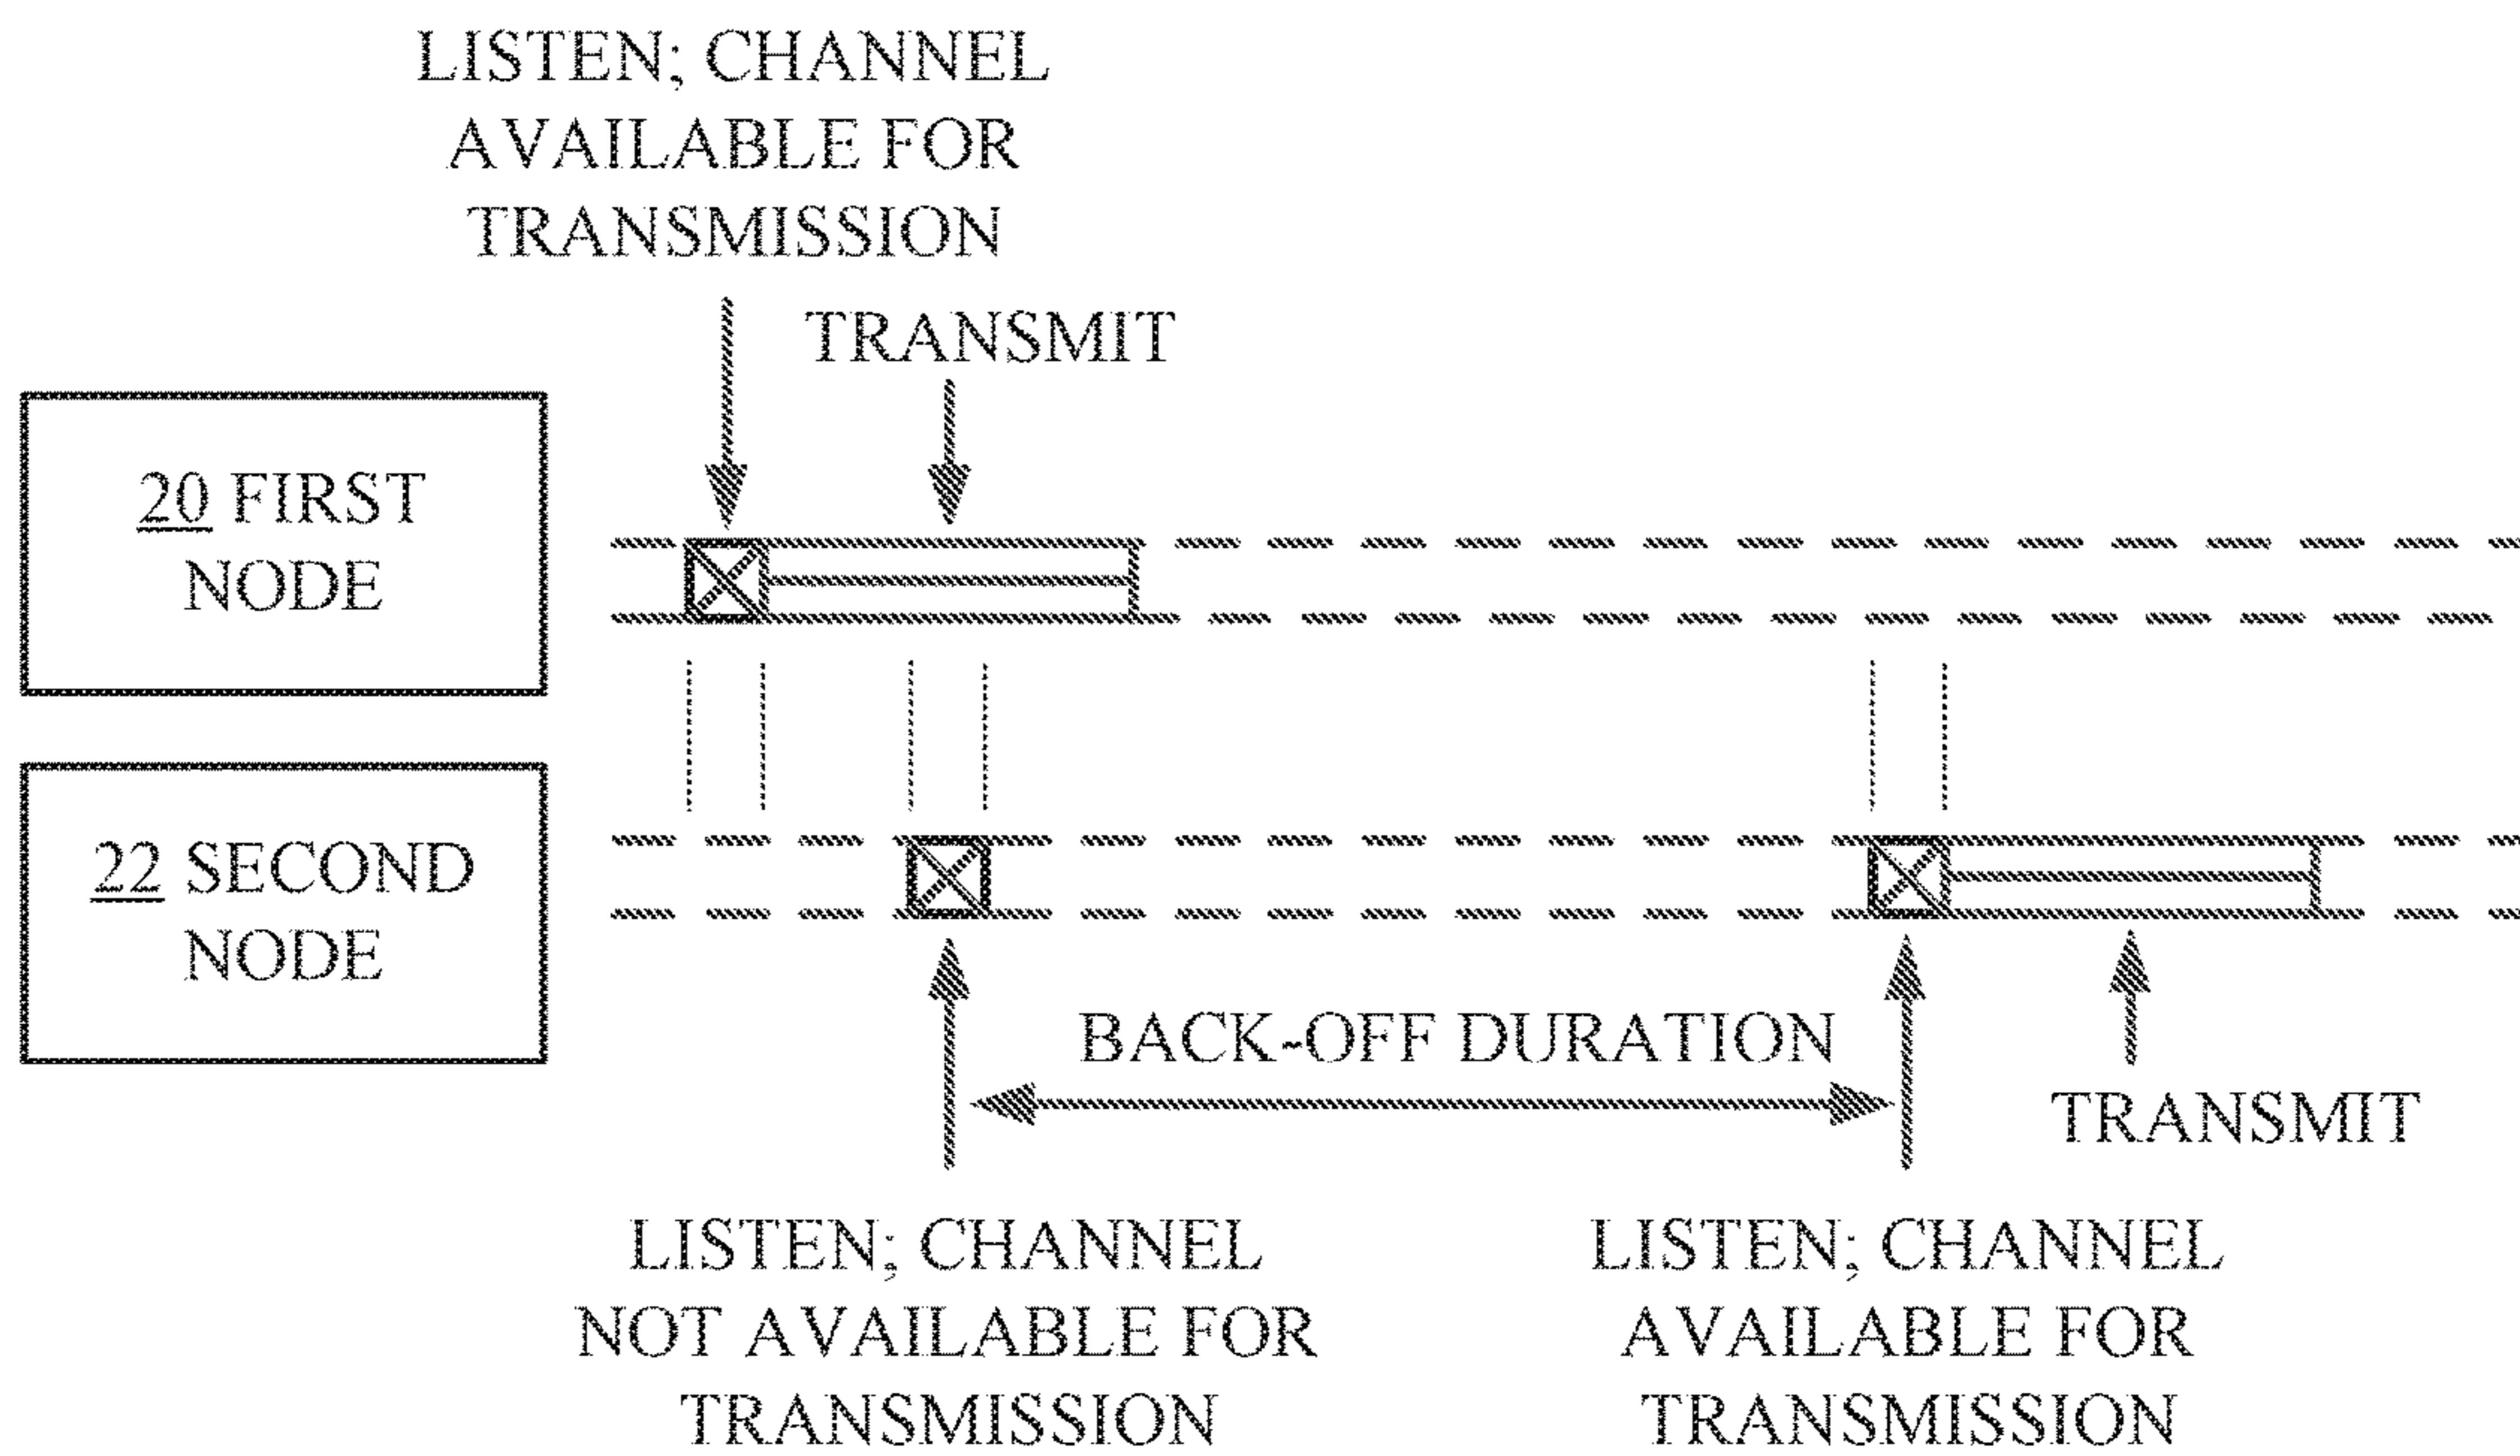 LISTEN; CHANNEL
AVAILABLE FOR
TRANSMISSION
TRANSMIT
20 FIRST
NODE
22 SECOND
NODE
BACK-OFF DURATION
TRANSMIT
LISTEN; CHANNEL
NOT AVAILABLE FOR
TRANSMISSION
LISTEN; CHANNEL
AVAILABLE FOR
TRANSMISSION